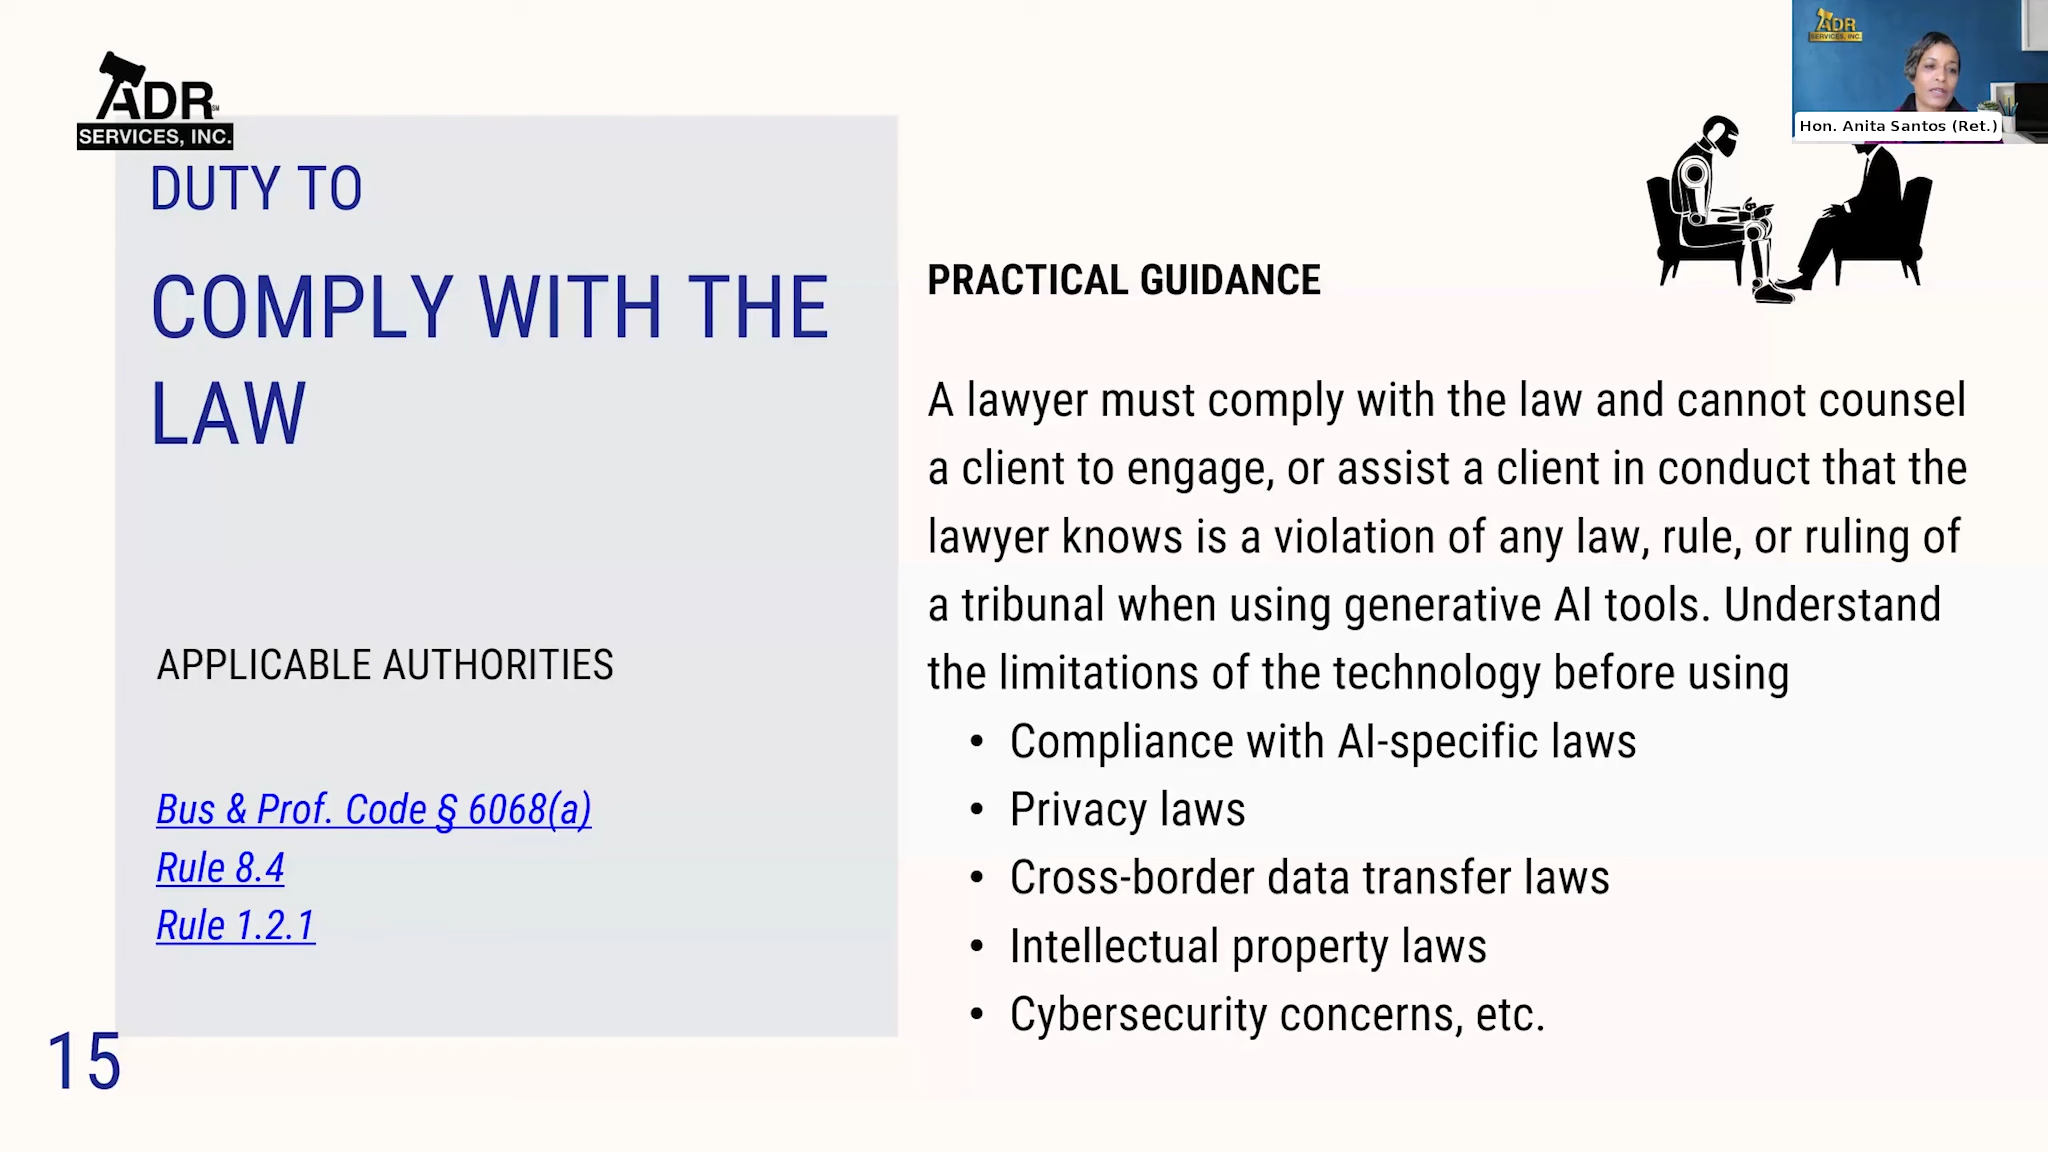 ADR
SERVICES, INC.
Hon. Anita Santos (Ret.)
ADR SM
SERVICES, INC.
DUTY TO
COMPLY WITH THE
LAW
APPLICABLE AUTHORITIES
Bus & Prof. Code § 6068(a)
Rule 8.4
Rule 1.2.1
15
PRACTICAL GUIDANCE
A lawyer must comply with the law and cannot counsel
a client to engage, or assist a client in conduct that the
lawyer knows is a violation of any law, rule, or ruling of
a tribunal when using generative AI tools. Understand
the limitations of the technology before using
• Compliance with AI-specific laws
• Privacy laws
• Cross-border data transfer laws
• Intellectual property laws
• Cybersecurity concerns, etc.